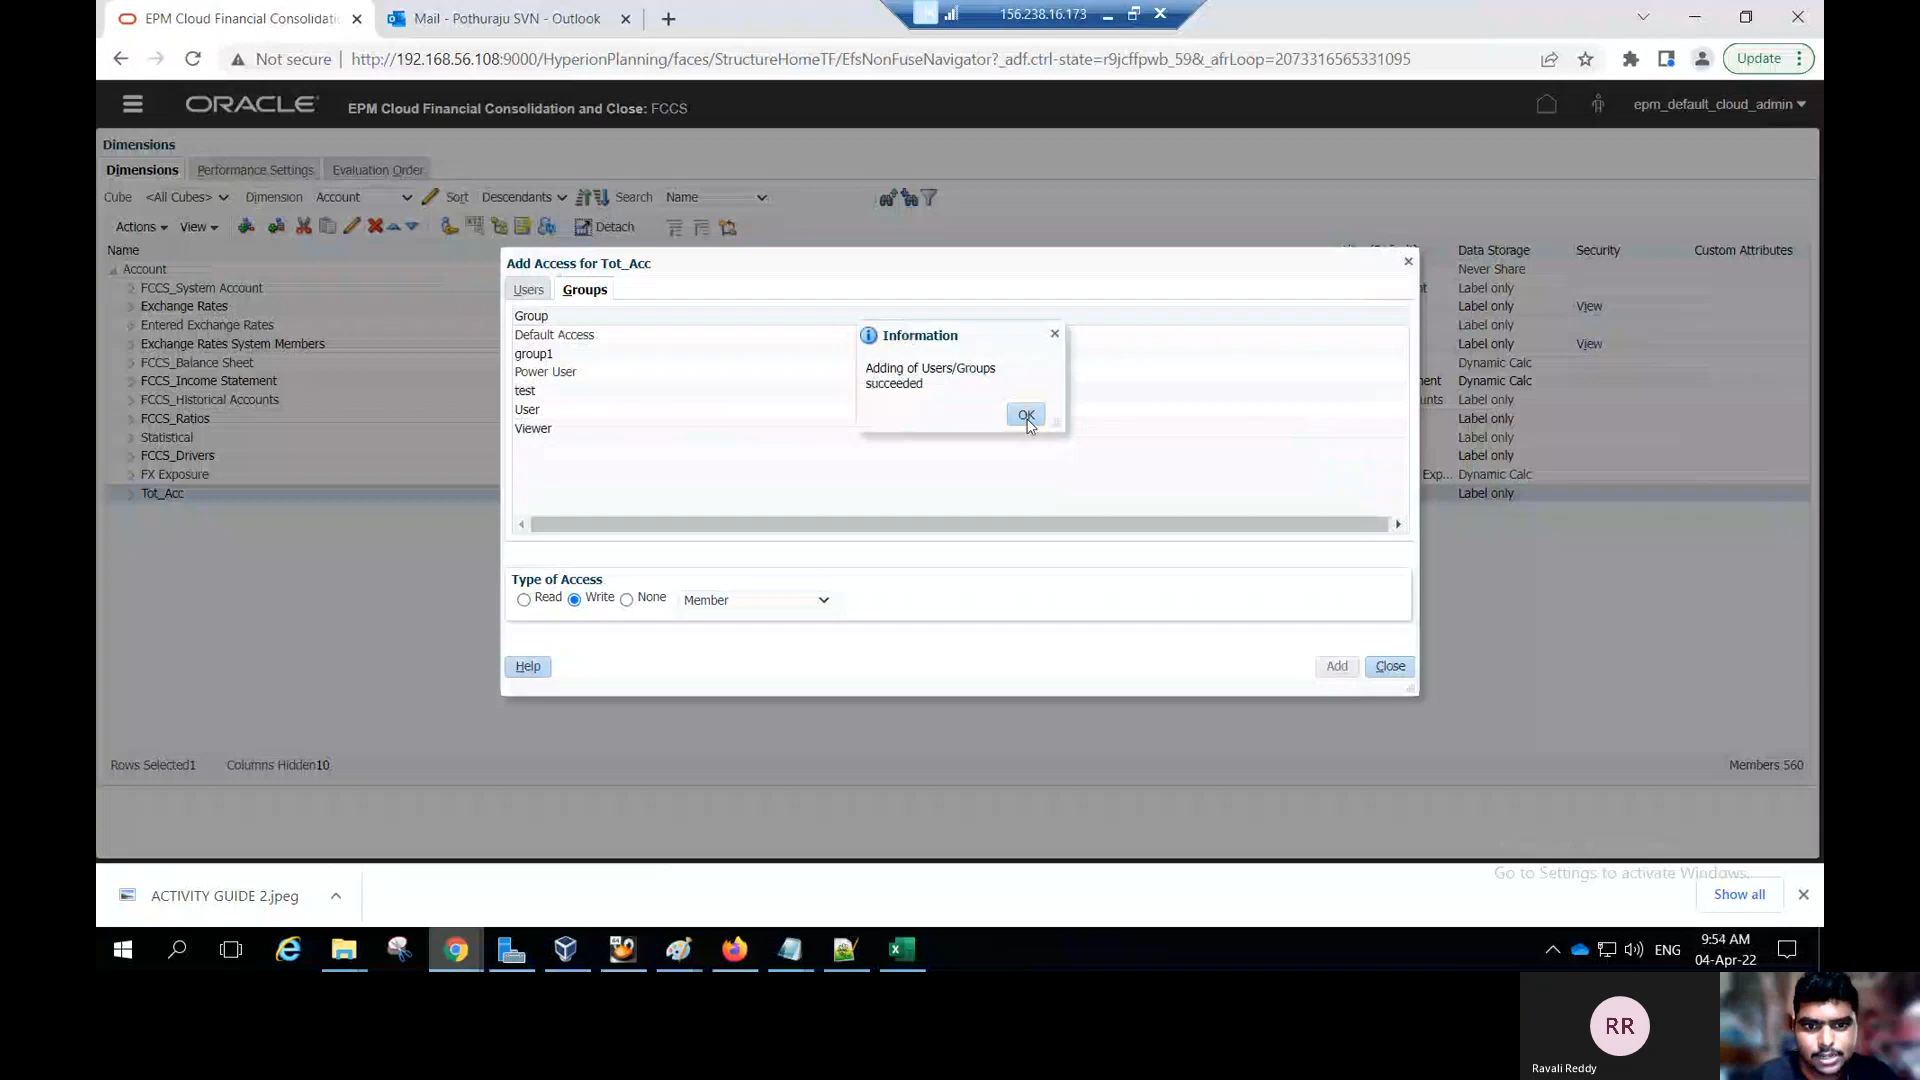 EPM Cloud Financial Consolidatio
Mail - Pothuraju SVN - Outlook
156.238.16.173
Not secure | http://192.168.56.108:9000/HyperionPlanning/faces/StructureHomeTF/EfsNonFuseNavigator?_adf.ctrl-state=r9jcffpwb_59&_afrLoop=2073316565331095
Update
ORACLE EPM Cloud Financial Consolidation and Close: FCCS
epm_default_cloud_admin
Dimensions
Dimensions Performance Settings Evaluation Order
Cube <All Cubes> Dimension Account Sort Descendants Search Name
Actions View Detach
Name Data Storage Security Custom Attributes
Account Never Share
FCCS_System Account Label only
Exchange Rates Label only View
Entered Exchange Rates Label only
Exchange Rates System Members Label only View
FCCS_Balance Sheet Dynamic Calc
FCCS_Income Statement ment Dynamic Calc
FCCS_Historical Accounts unts Label only
FCCS_Ratios Label only
Statistical Label only
FCCS_Drivers Label only
FX Exposure Exp... Dynamic Calc
Tot_Acc Label only
Add Access for Tot_Acc
Users Groups
Group
Default Access
group1
Power User
test
User
Viewer
Information
Adding of Users/Groups
succeeded
OK
Type of Access
Read Write None Member
Help Add Close
Rows Selected1 Columns Hidden10 Members 560
Go to Settings to activate Windows.
ACTIVITY GUIDE 2.jpeg
Show all
ENG
9:54 AM
04-Apr-22
RR
Ravali Reddy